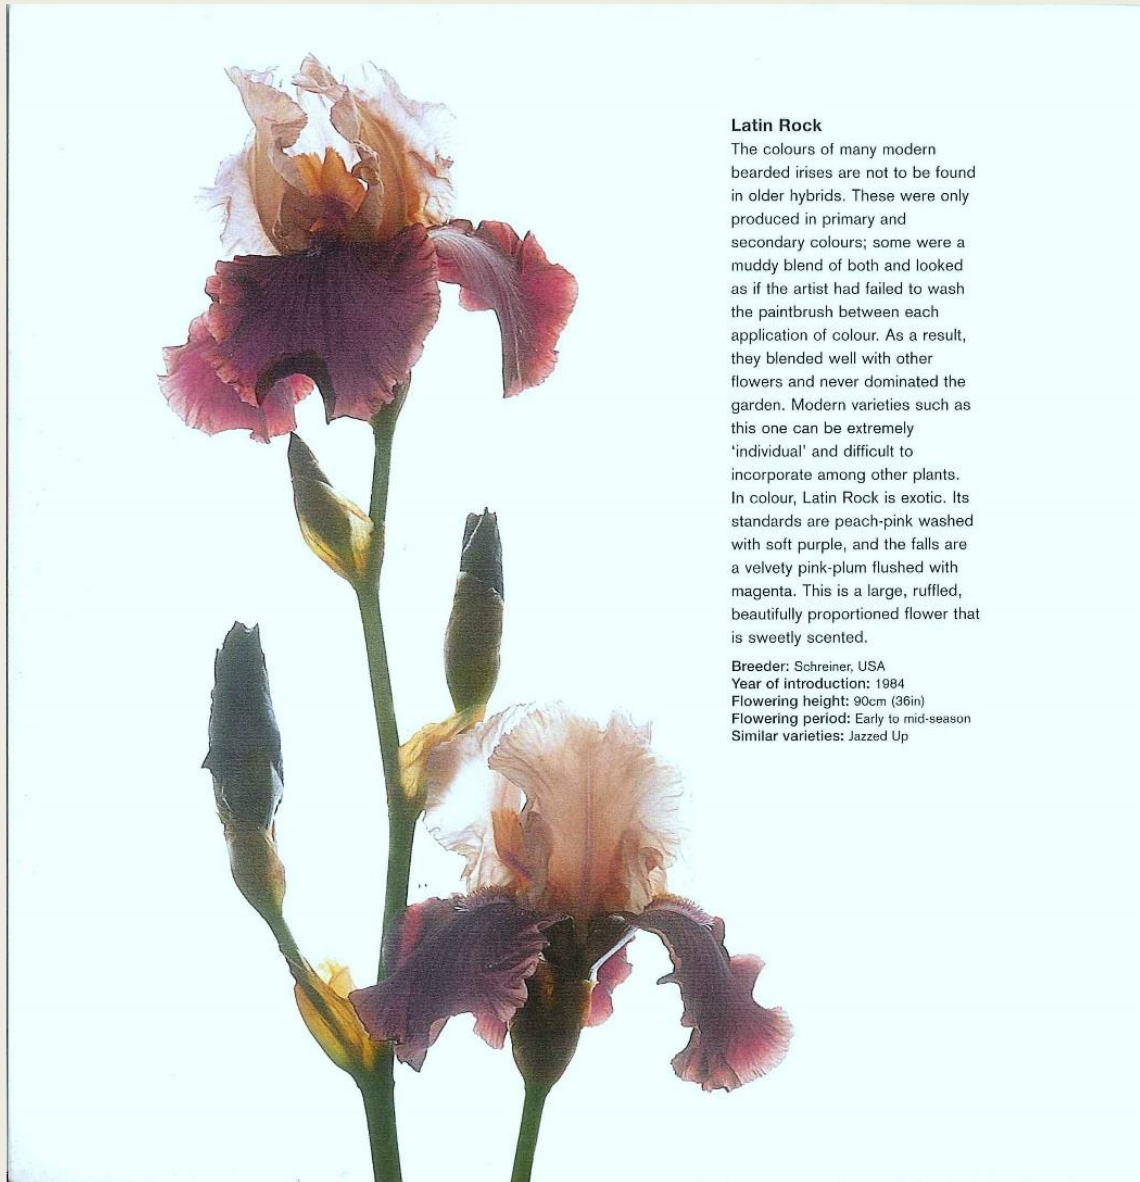 Latin Rock
The colours of many modern
bearded irises are not to be found
in older hybrids. These were only
produced in primary and
secondary colours; some were a
muddy blend of both and looked
as if the artist had failed to wash
the paintbrush between each
application of colour. As a result,
they blended well with other
flowers and never dominated the
garden. Modern varieties such as
this one can be extremely
‘individual’ and difficult to
incorporate among other plants.
In colour, Latin Rock is exotic. Its
standards are peach-pink washed
with soft purple, and the falls are
a velvety pink-plum flushed with
magenta. This is a large, ruffled,
beautifully proportioned flower that
is sweetly scented.
Breeder: Schreiner, USA
Year of introduction: 1984
Flowering height: 90cm (36in)
Flowering period: Early to mid-season
Similar varieties: Jazzed Up